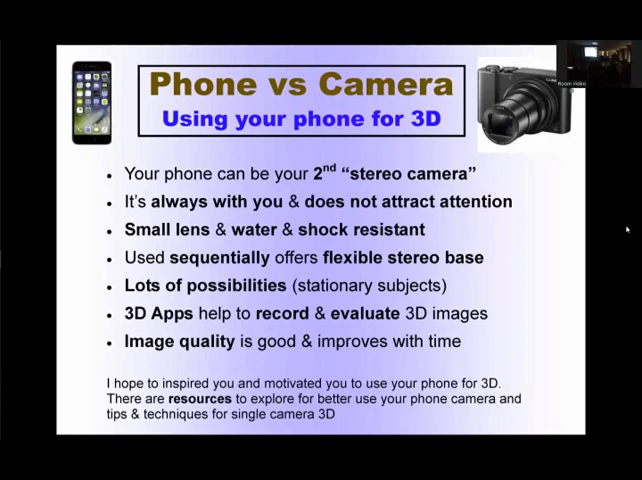 Phone vs Camera
Using your phone for 3D
Room Video
• Your phone can be your 2nd “stereo camera”
• It’s always with you & does not attract attention
• Small lens & water & shock resistant
• Used sequentially offers flexible stereo base
• Lots of possibilities (stationary subjects)
• 3D Apps help to record & evaluate 3D images
• Image quality is good & improves with time
I hope to inspired you and motivated you to use your phone for 3D.
There are resources to explore for better use your phone camera and
tips & techniques for single camera 3D